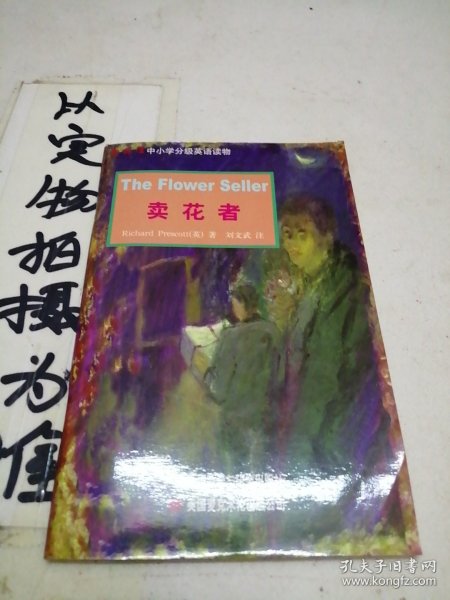 以
实
物
拍
摄
为
准
中小学分级英语读物
The Flower Seller
卖花者
Richard Prescott(英) 著 刘文武 注
孔夫子旧书网
www.kongfz.com